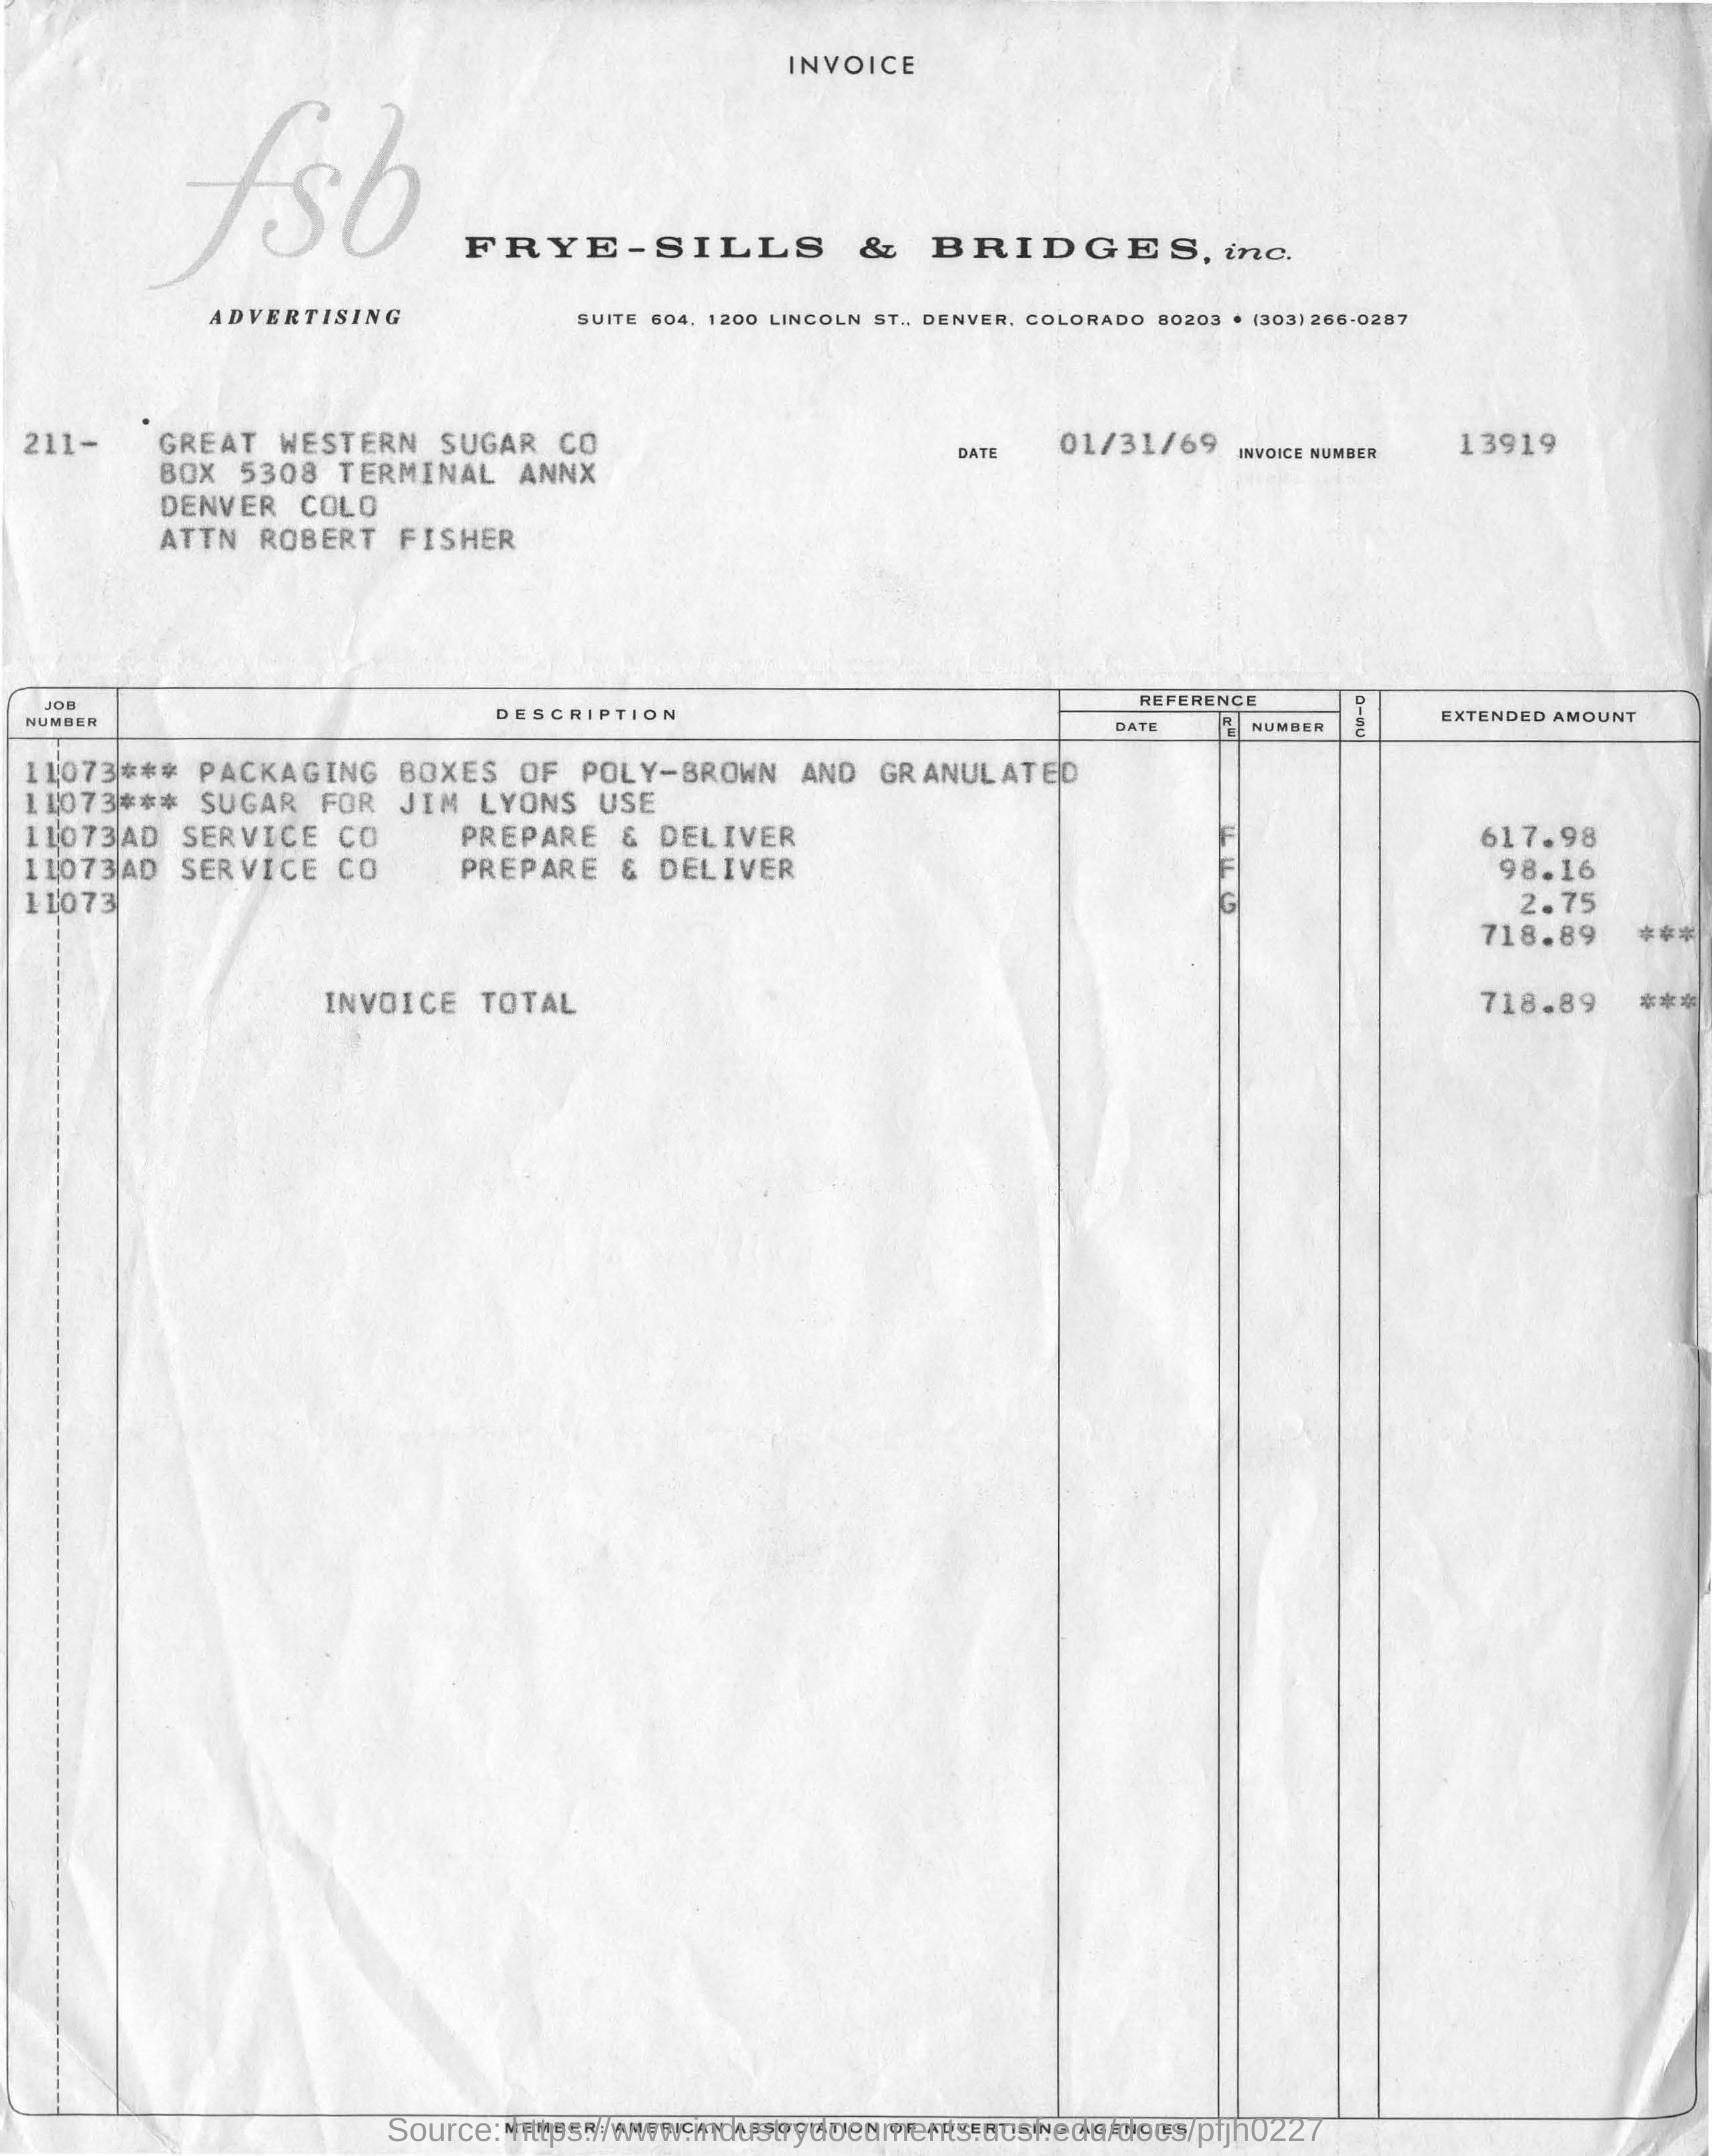 INVOICE
fsb
FRYE-SILLS & BRIDGES, inc.
ADVERTISING SUITE 604, 1200 LINCOLN ST., DENVER, COLORADO 80203 • (303) 266-0287
211- GREAT WESTERN SUGAR CO DATE 01/31/69 INVOICE NUMBER 13919
BOX 5308 TERMINAL ANNX
DENVER COLO
ATTN ROBERT FISHER
JOB NUMBER DESCRIPTION REFERENCE DATE RE NUMBER DISC EXTENDED AMOUNT
11073*** PACKAGING BOXES OF POLY-BROWN AND GRANULATED
11073*** SUGAR FOR JIM LYONS USE
11073 AD SERVICE CO PREPARE & DELIVER F 617.98
11073 AD SERVICE CO PREPARE & DELIVER F 98.16
11073 G 2.75
718.89 ***
INVOICE TOTAL 718.89 ***
MEMBER: AMERICAN ASSOCIATION OF ADVERTISING AGENCIES
Source: https://www.industrydocuments.ucsf.edu/docs/pfjh0227